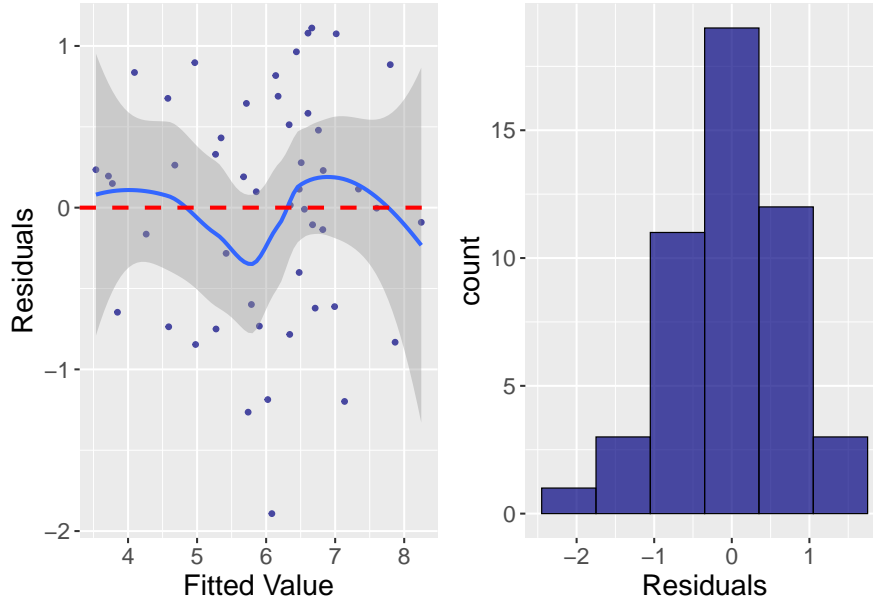 1
0
−1
−2
Residuals
4 5 6 7 8
Fitted Value
15
10
5
0
count
−2 −1 0 1
Residuals